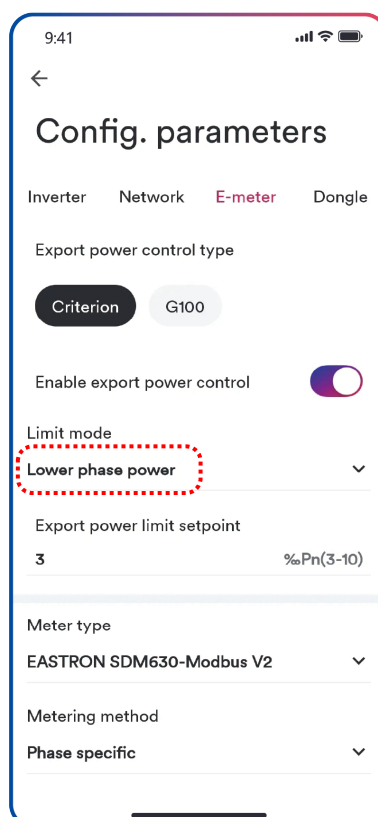 9:41
Config. parameters
Inverter Network E-meter Dongle
Export power control type
Criterion G100
Enable export power control
Limit mode
Lower phase power
Export power limit setpoint
3 ‰Pn(3-10)
Meter type
EASTRON SDM630-Modbus V2
Metering method
Phase specific